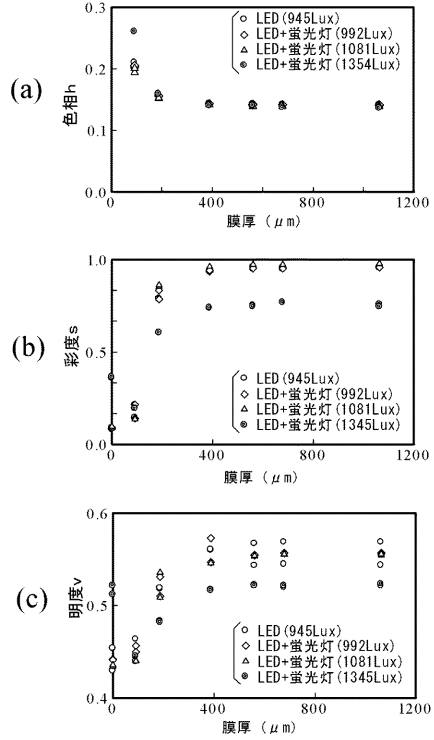 (a)
色相h
0.3
0.2
0.1
0.0
LED(945Lux)
LED+蛍光灯(992Lux)
LED+蛍光灯(1081Lux)
LED+蛍光灯(1354Lux)
0 400 800 1200
膜厚 (μm)
(b)
彩度s
1.0
0.5
0.0
LED(945Lux)
LED+蛍光灯(992Lux)
LED+蛍光灯(1081Lux)
LED+蛍光灯(1345Lux)
0 400 800 1200
膜厚 (μm)
(c)
明度v
0.6
0.5
0.4
LED(945Lux)
LED+蛍光灯(992Lux)
LED+蛍光灯(1081Lux)
LED+蛍光灯(1345Lux)
0 400 800 1200
膜厚 (μm)